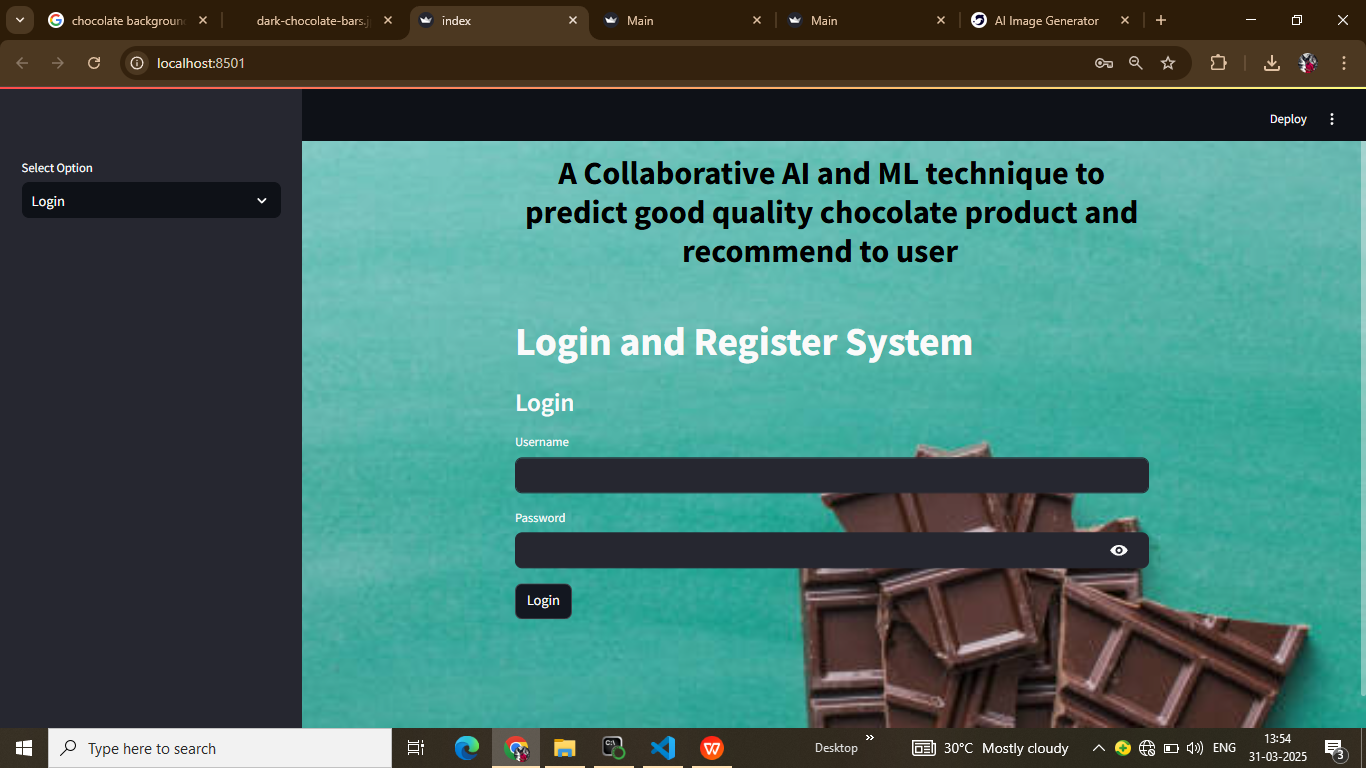 chocolate background
dark-chocolate-bars.j
index
Main
Main
AI Image Generator
localhost:8501
Deploy
Select Option
Login
A Collaborative AI and ML technique to
predict good quality chocolate product and
recommend to user
Login and Register System
Login
Username
Password
Login
Type here to search
Desktop
30°C Mostly cloudy
ENG
13:54
31-03-2025
3